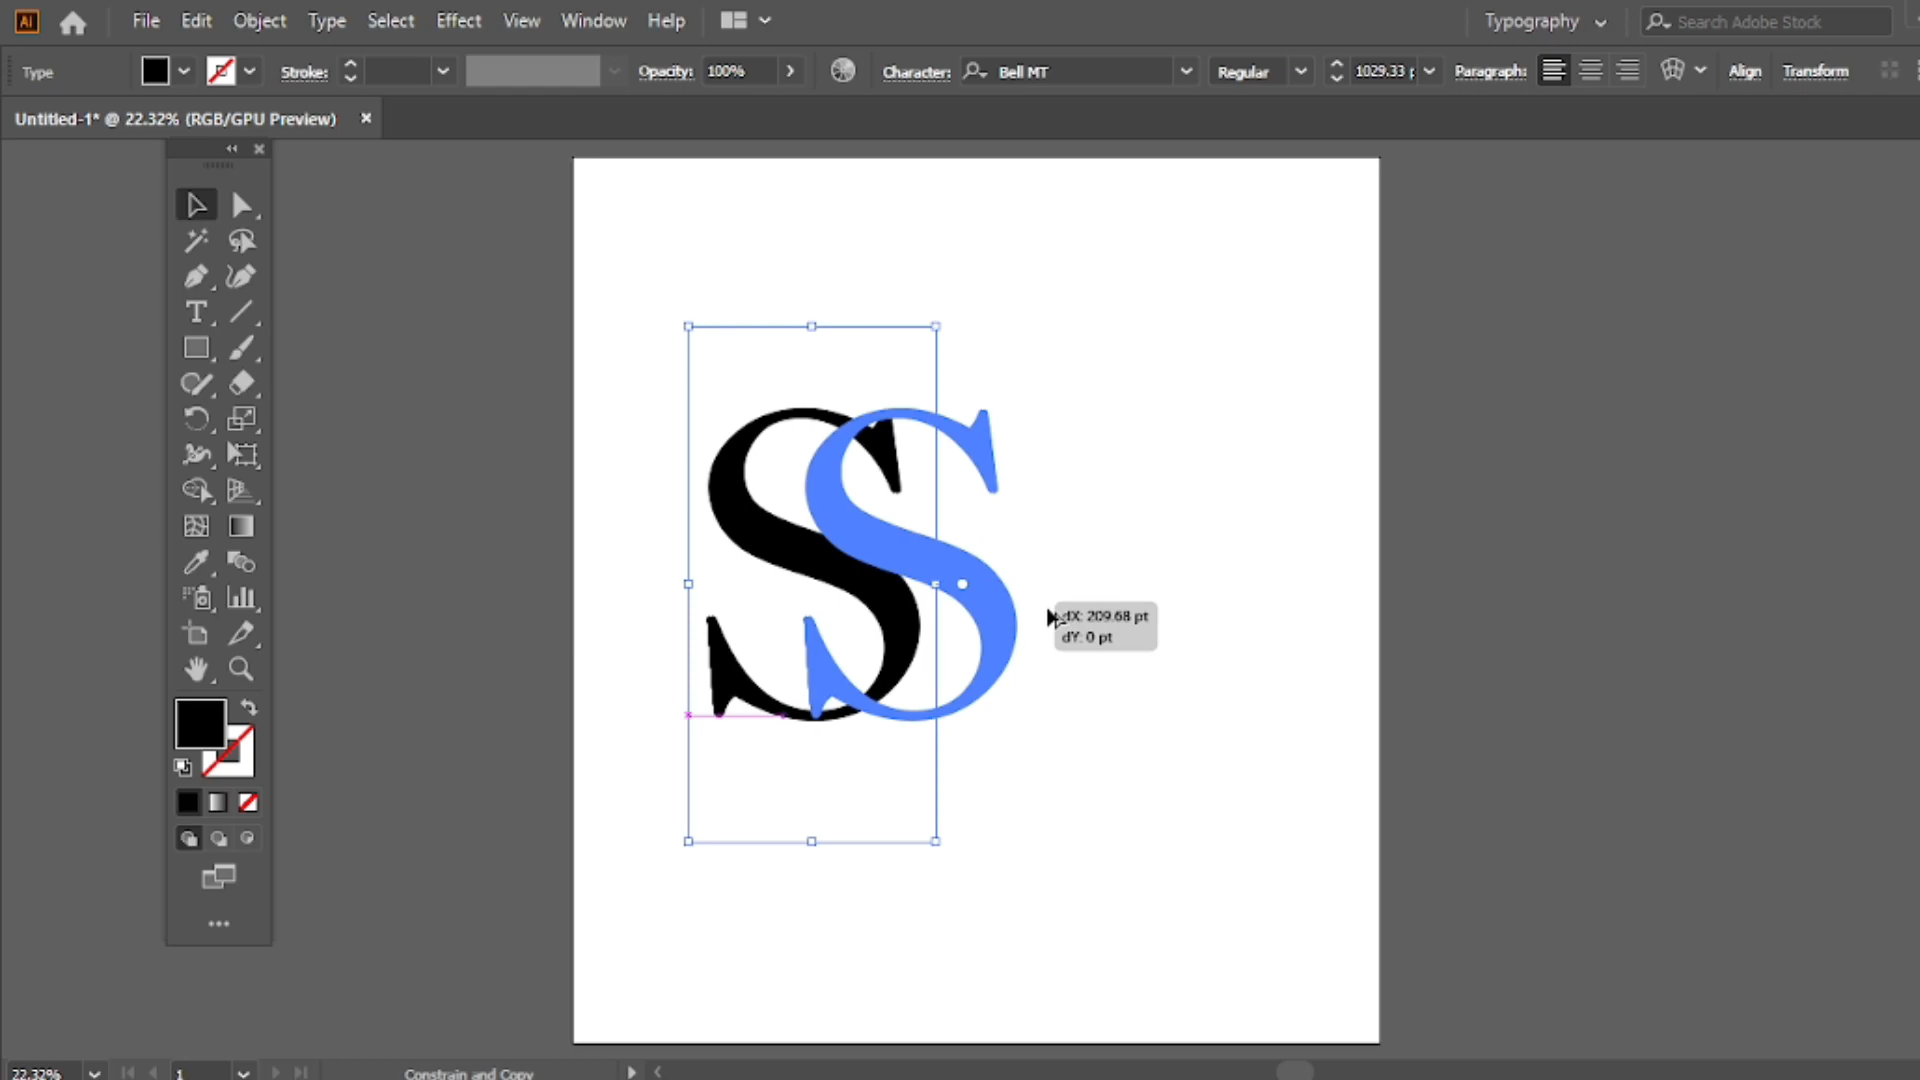 Ai File Edit Object Type Select Effect View Window Help Typography Search Adobe Stock
Type Stroke: Opacity: 100% Character: Bell MT Regular 1029.33 p Paragraph: Align Transform
Untitled-1* @ 22.32% (RGB/GPU Preview) ×
T
S S
dX: 209.68 pt
dY: 0 pt
22.32% 1 Constrain and Copy